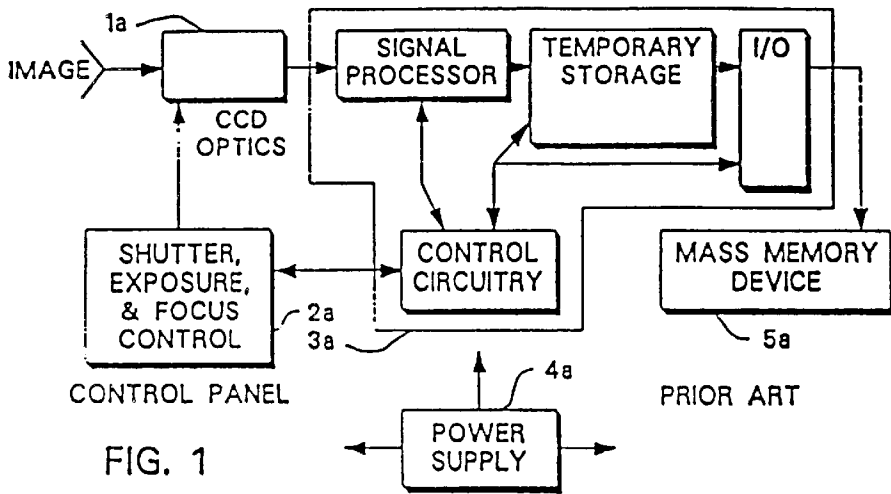 1a
IMAGE
CCD
OPTICS
SIGNAL
PROCESSOR
TEMPORARY
STORAGE
I/O
SHUTTER,
EXPOSURE,
& FOCUS
CONTROL
2a
3a
CONTROL
CIRCUITRY
MASS MEMORY
DEVICE
5a
CONTROL PANEL
4a
PRIOR ART
POWER
SUPPLY
FIG. 1